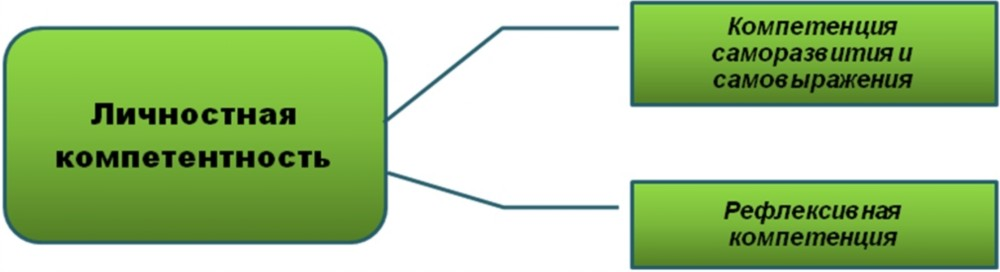 Личностная
компетентность
Компетенция
саморазвития и
самовыражения
Рефлексивная
компетенция